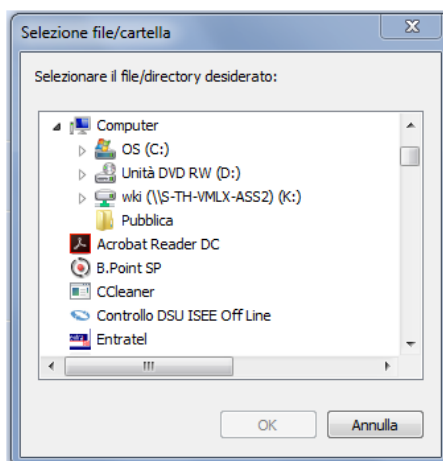 Selezione file/cartella
Selezionare il file/directory desiderato:
Computer
OS (C:)
Unità DVD RW (D:)
wki (\\S-TH-VMLX-ASS2) (K:)
Pubblica
Acrobat Reader DC
B.Point SP
CCleaner
Controllo DSU ISEE Off Line
Entratel
OK Annulla